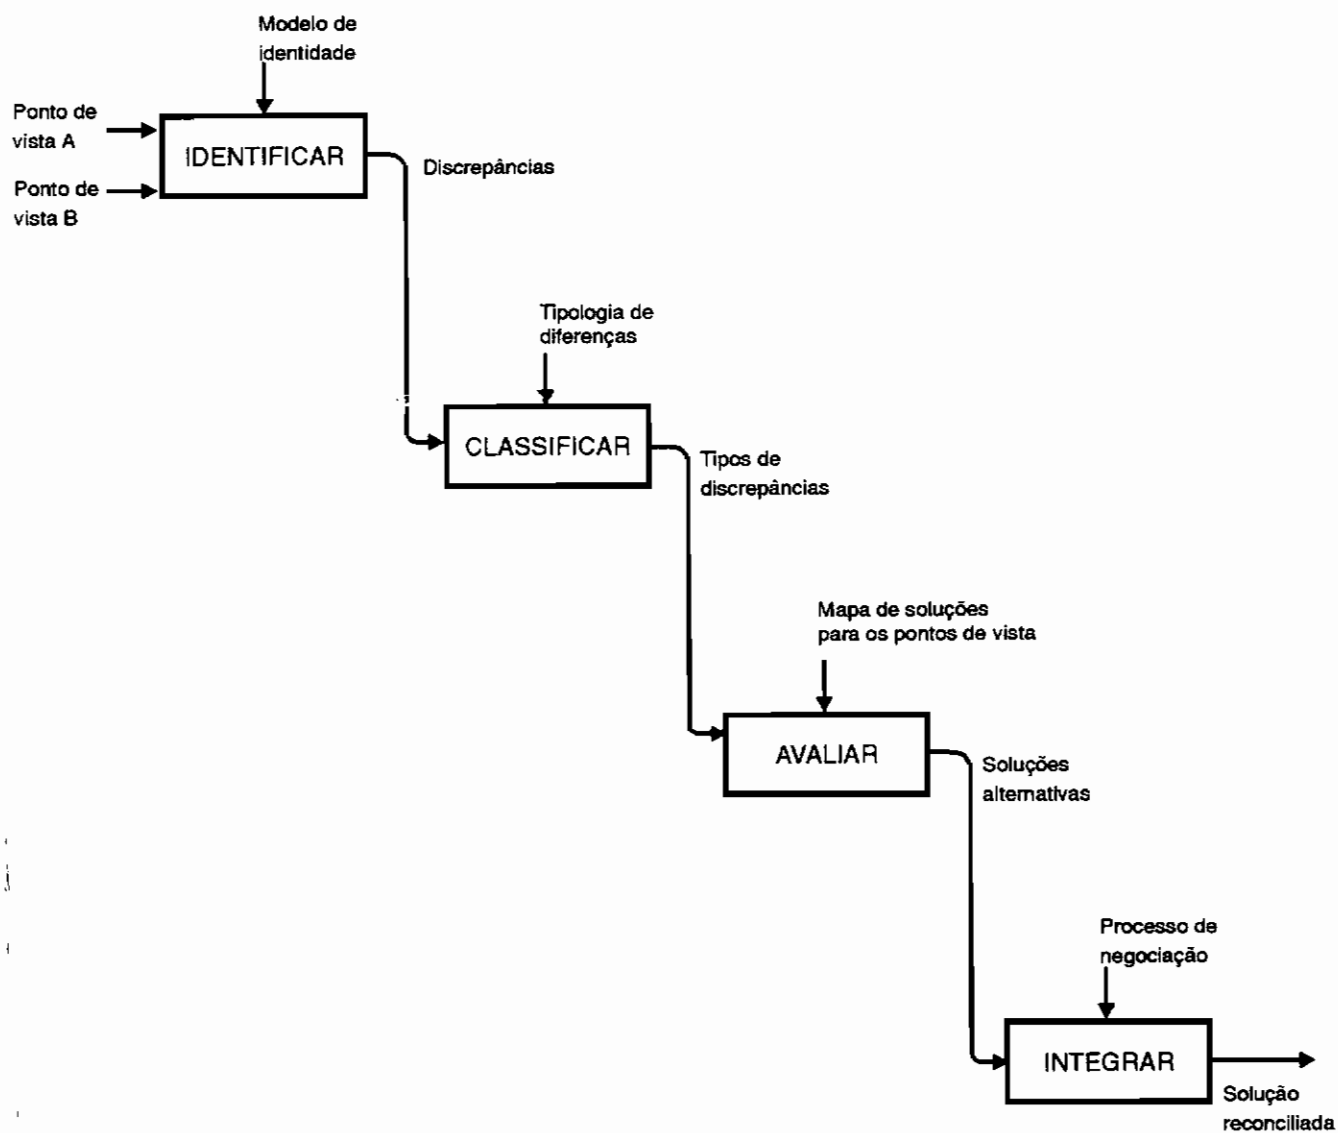 Modelo de
identidade
Ponto de
vista A
IDENTIFICAR
Discrepâncias
Ponto de
vista B
Tipologia de
diferenças
CLASSIFICAR
Tipos de
discrepâncias
Mapa de soluções
para os pontos de vista
AVALIAR
Soluções
alternativas
Processo de
negociação
INTEGRAR
Solução
reconciliada